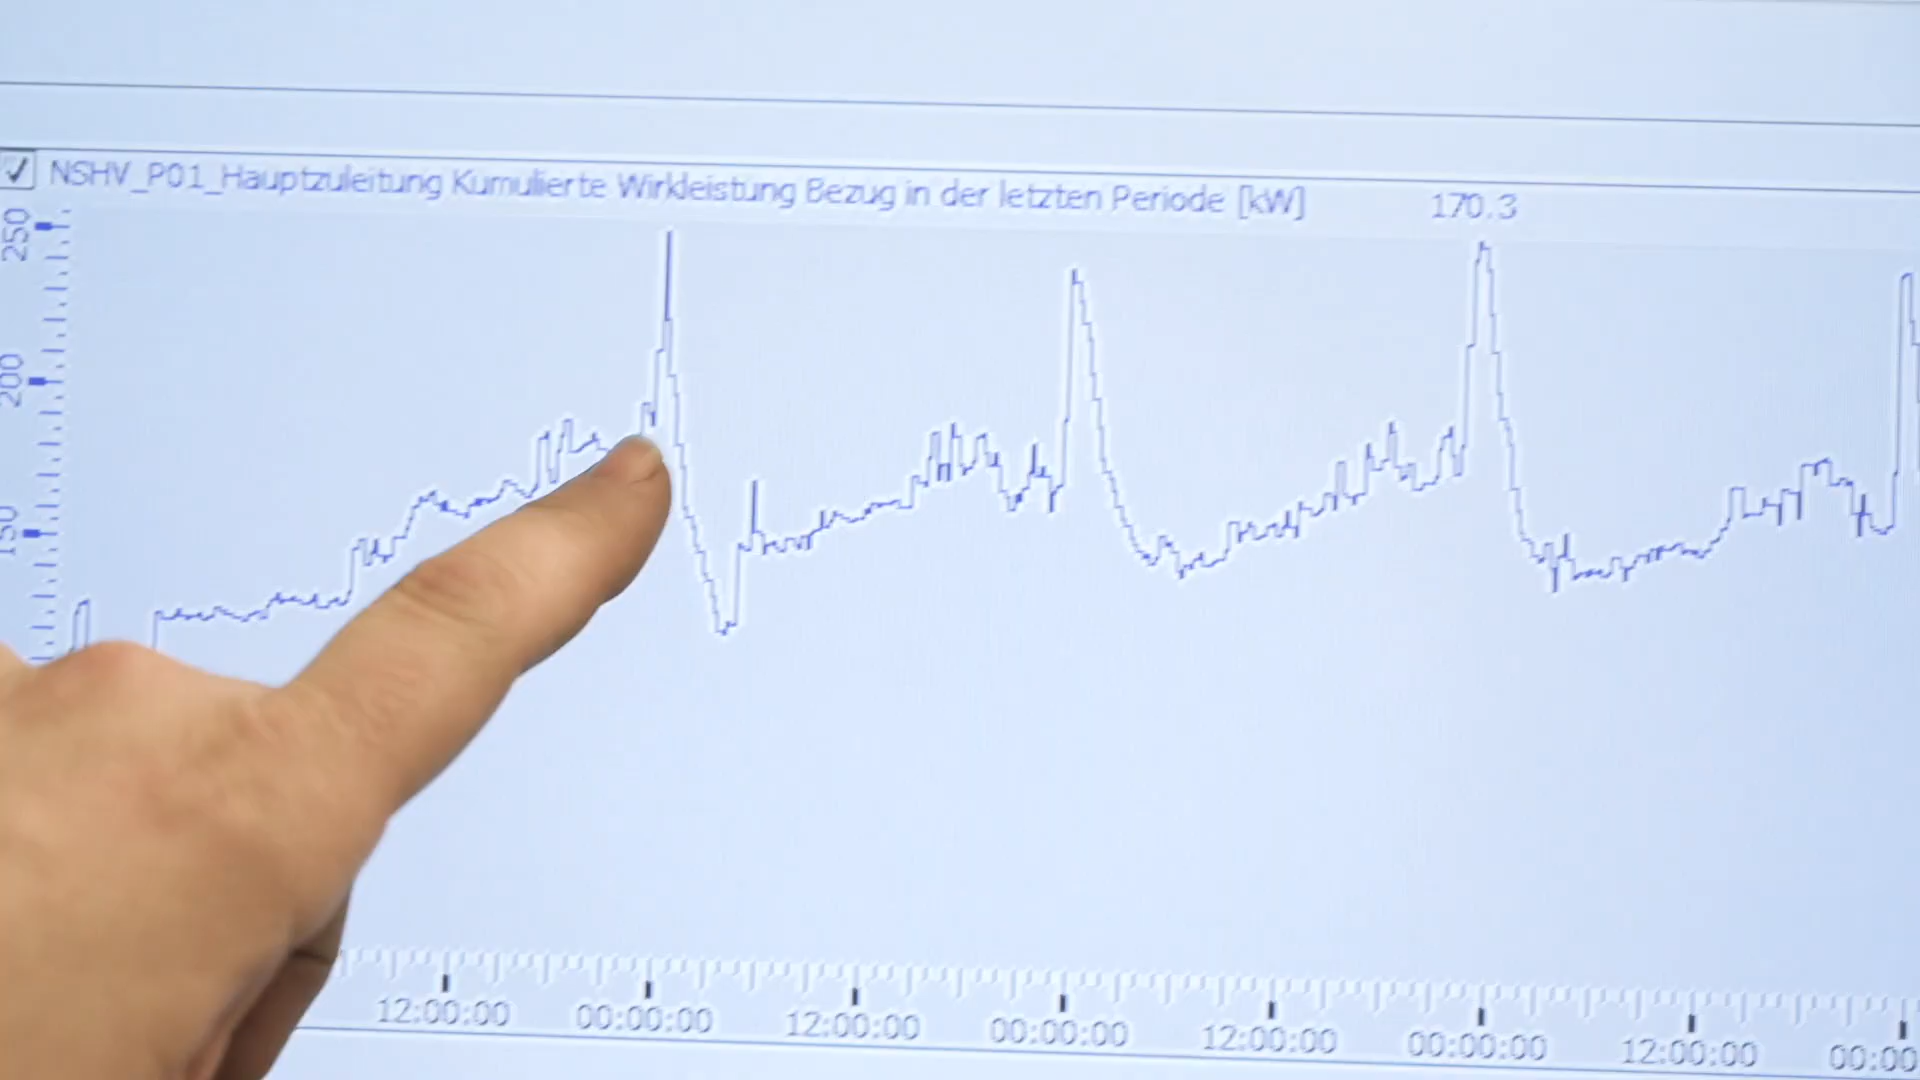 NSHV_P01_Hauptzuleitung Kumulierte Wirkleistung Bezug in der letzten Periode [kW] 170.3
250
200
150
12:00:00 00:00:00 12:00:00 00:00:00 12:00:00 00:00:00 12:00:00 00:00